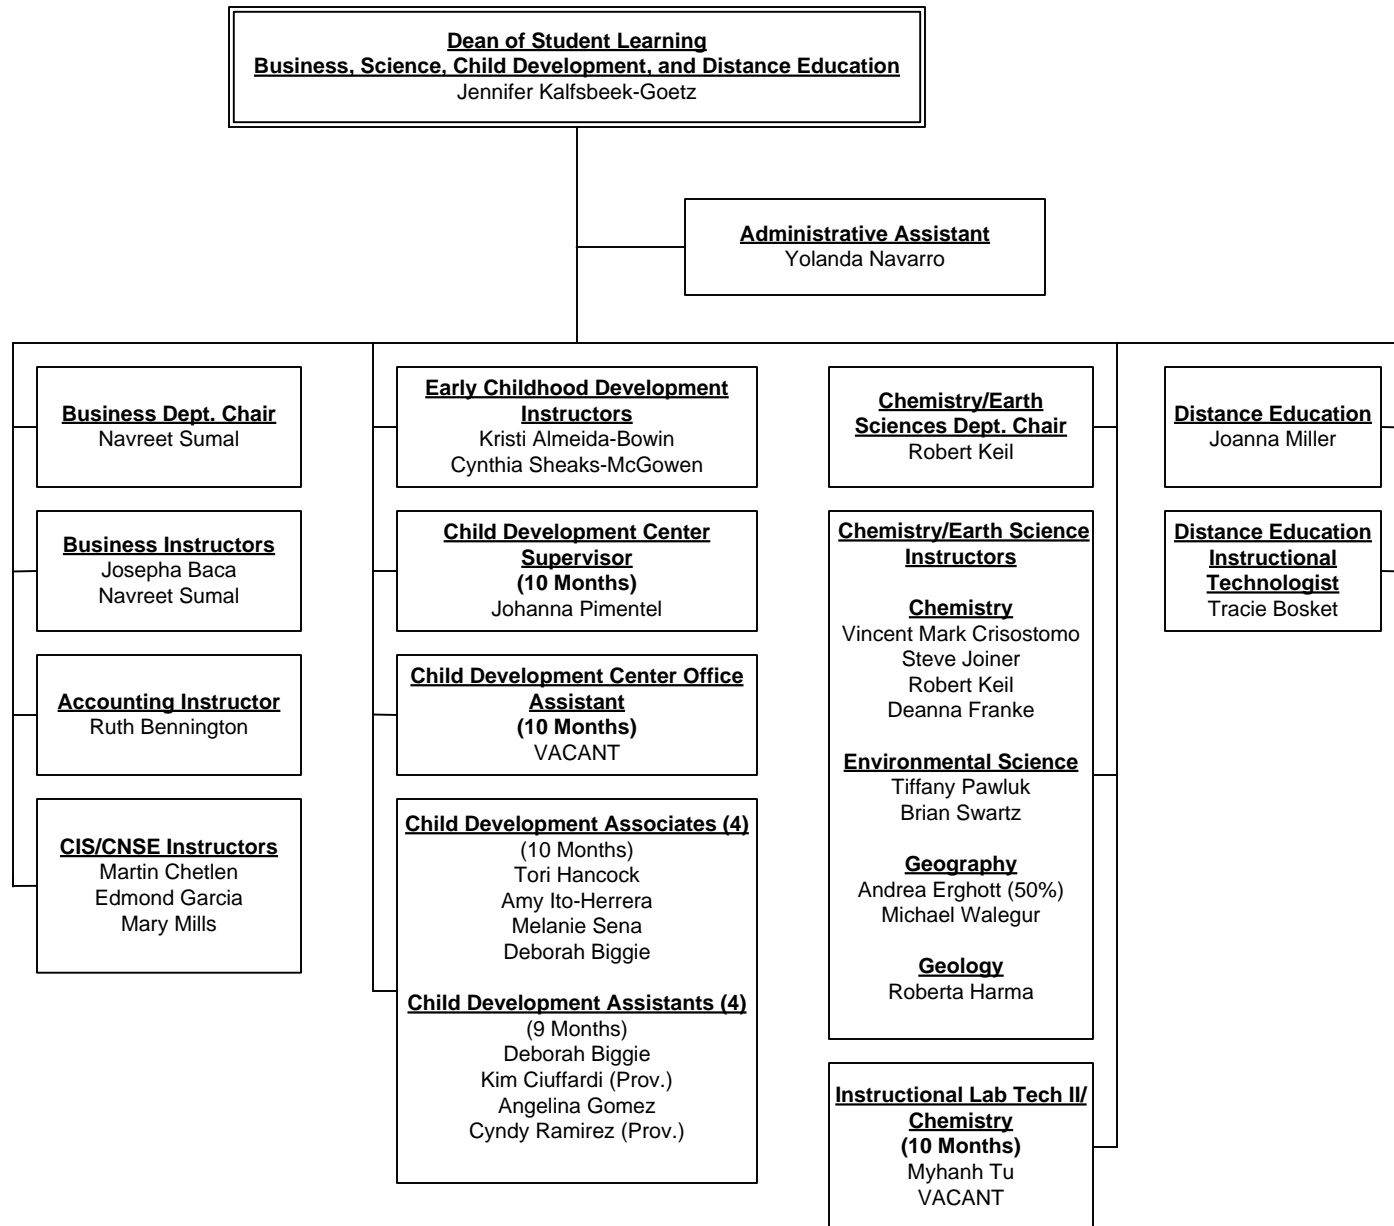 Dean of Student Learning
Business, Science, Child Development, and Distance Education
Jennifer Kalfsbeek-Goetz
Administrative Assistant
Yolanda Navarro
Business Dept. Chair
Navreet Sumal
Business Instructors
Josepha Baca
Navreet Sumal
Accounting Instructor
Ruth Bennington
CIS/CNSE Instructors
Martin Chetlen
Edmond Garcia
Mary Mills
Early Childhood Development
Instructors
Kristi Almeida-Bowin
Cynthia Sheaks-McGowen
Child Development Center
Supervisor
(10 Months)
Johanna Pimentel
Child Development Center Office
Assistant
(10 Months)
VACANT
Child Development Associates (4)
(10 Months)
Tori Hancock
Amy Ito-Herrera
Melanie Sena
Deborah Biggie
Child Development Assistants (4)
(9 Months)
Deborah Biggie
Kim Ciuffardi (Prov.)
Angelina Gomez
Cyndy Ramirez (Prov.)
Chemistry/Earth
Sciences Dept. Chair
Robert Keil
Chemistry/Earth Science
Instructors
Chemistry
Vincent Mark Crisostomo
Steve Joiner
Robert Keil
Deanna Franke
Environmental Science
Tiffany Pawluk
Brian Swartz
Geography
Andrea Erghott (50%)
Michael Walegur
Geology
Roberta Harma
Instructional Lab Tech II/
Chemistry
(10 Months)
Myhanh Tu
VACANT
Distance Education
Joanna Miller
Distance Education
Instructional
Technologist
Tracie Bosket